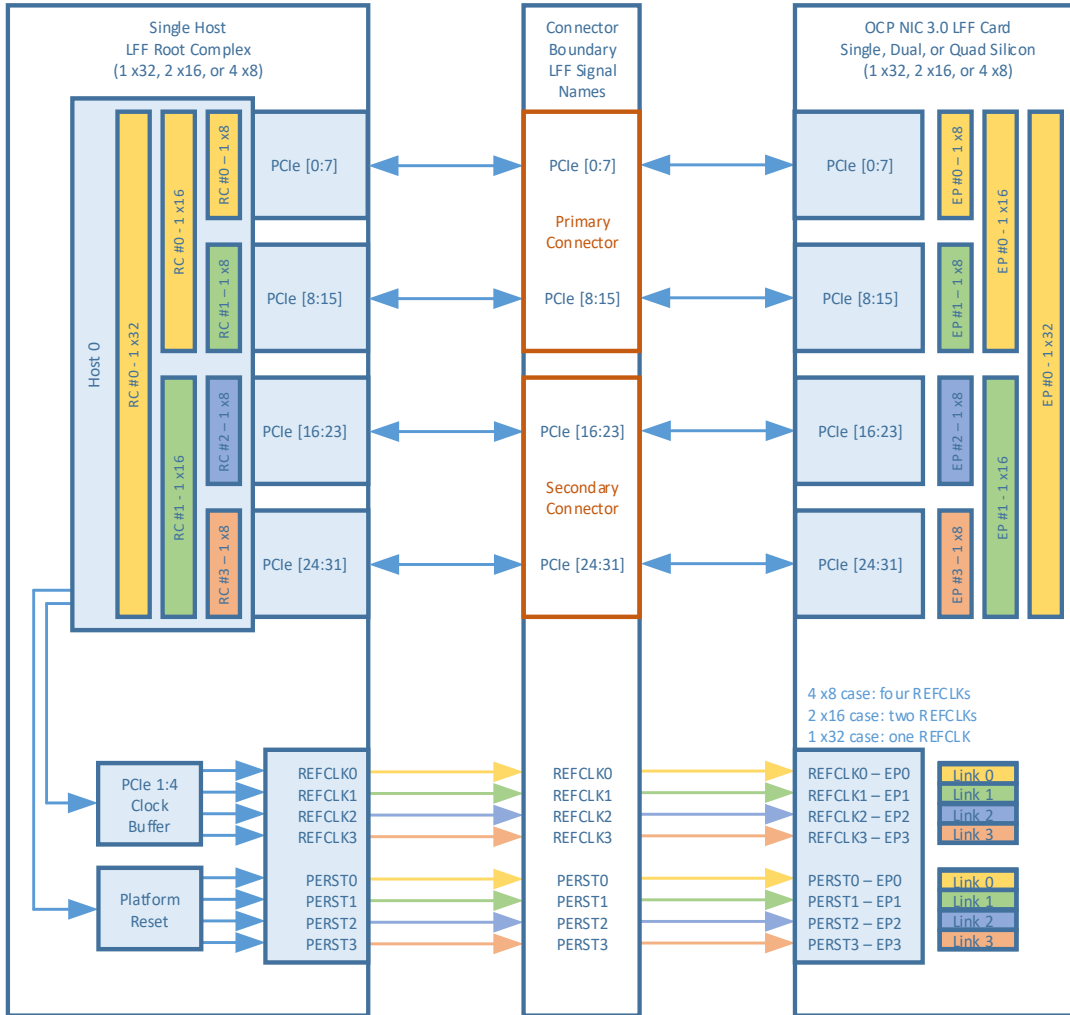 Single Host
LFF Root Complex
(1 x32, 2 x16, or 4 x8)
Host 0
RC #0 - 1 x32
RC #0 - 1 x16
RC #1 - 1 x16
RC #0 – 1 x8
RC #1 – 1 x8
RC #2 – 1 x8
RC #3 – 1 x8
PCIe [0:7]
PCIe [8:15]
PCIe [16:23]
PCIe [24:31]
PCIe 1:4
Clock
Buffer
Platform
Reset
REFCLK0
REFCLK1
REFCLK2
REFCLK3
PERST0
PERST1
PERST2
PERST3
Connector
Boundary
LFF Signal
Names
PCIe [0:7]
Primary
Connector
PCIe [8:15]
PCIe [16:23]
Secondary
Connector
PCIe [24:31]
REFCLK0
REFCLK1
REFCLK2
REFCLK3
PERST0
PERST1
PERST2
PERST3
OCP NIC 3.0 LFF Card
Single, Dual, or Quad Silicon
(1 x32, 2 x16, or 4 x8)
PCIe [0:7]
PCIe [8:15]
PCIe [16:23]
PCIe [24:31]
EP #0 – 1 x8
EP #1 – 1 x8
EP #2 – 1 x8
EP #3 – 1 x8
EP #0 - 1 x16
EP #1 - 1 x16
EP #0 - 1 x32
4 x8 case: four REFCLKs
2 x16 case: two REFCLKs
1 x32 case: one REFCLK
REFCLK0 – EP0
REFCLK1 – EP1
REFCLK2 – EP2
REFCLK3 – EP3
Link 0
Link 1
Link 2
Link 3
PERST0 – EP0
PERST1 – EP1
PERST2 – EP2
PERST3 – EP3
Link 0
Link 1
Link 2
Link 3